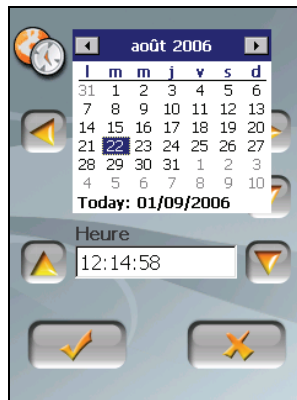 août 2006
l m m j v s d
31 1 2 3 4 5 6
7 8 9 10 11 12 13
14 15 16 17 18 19 20
21 22 23 24 25 26 27
28 29 30 31 1 2 3
4 5 6 7 8 9 10
Today: 01/09/2006
Heure
12:14:58